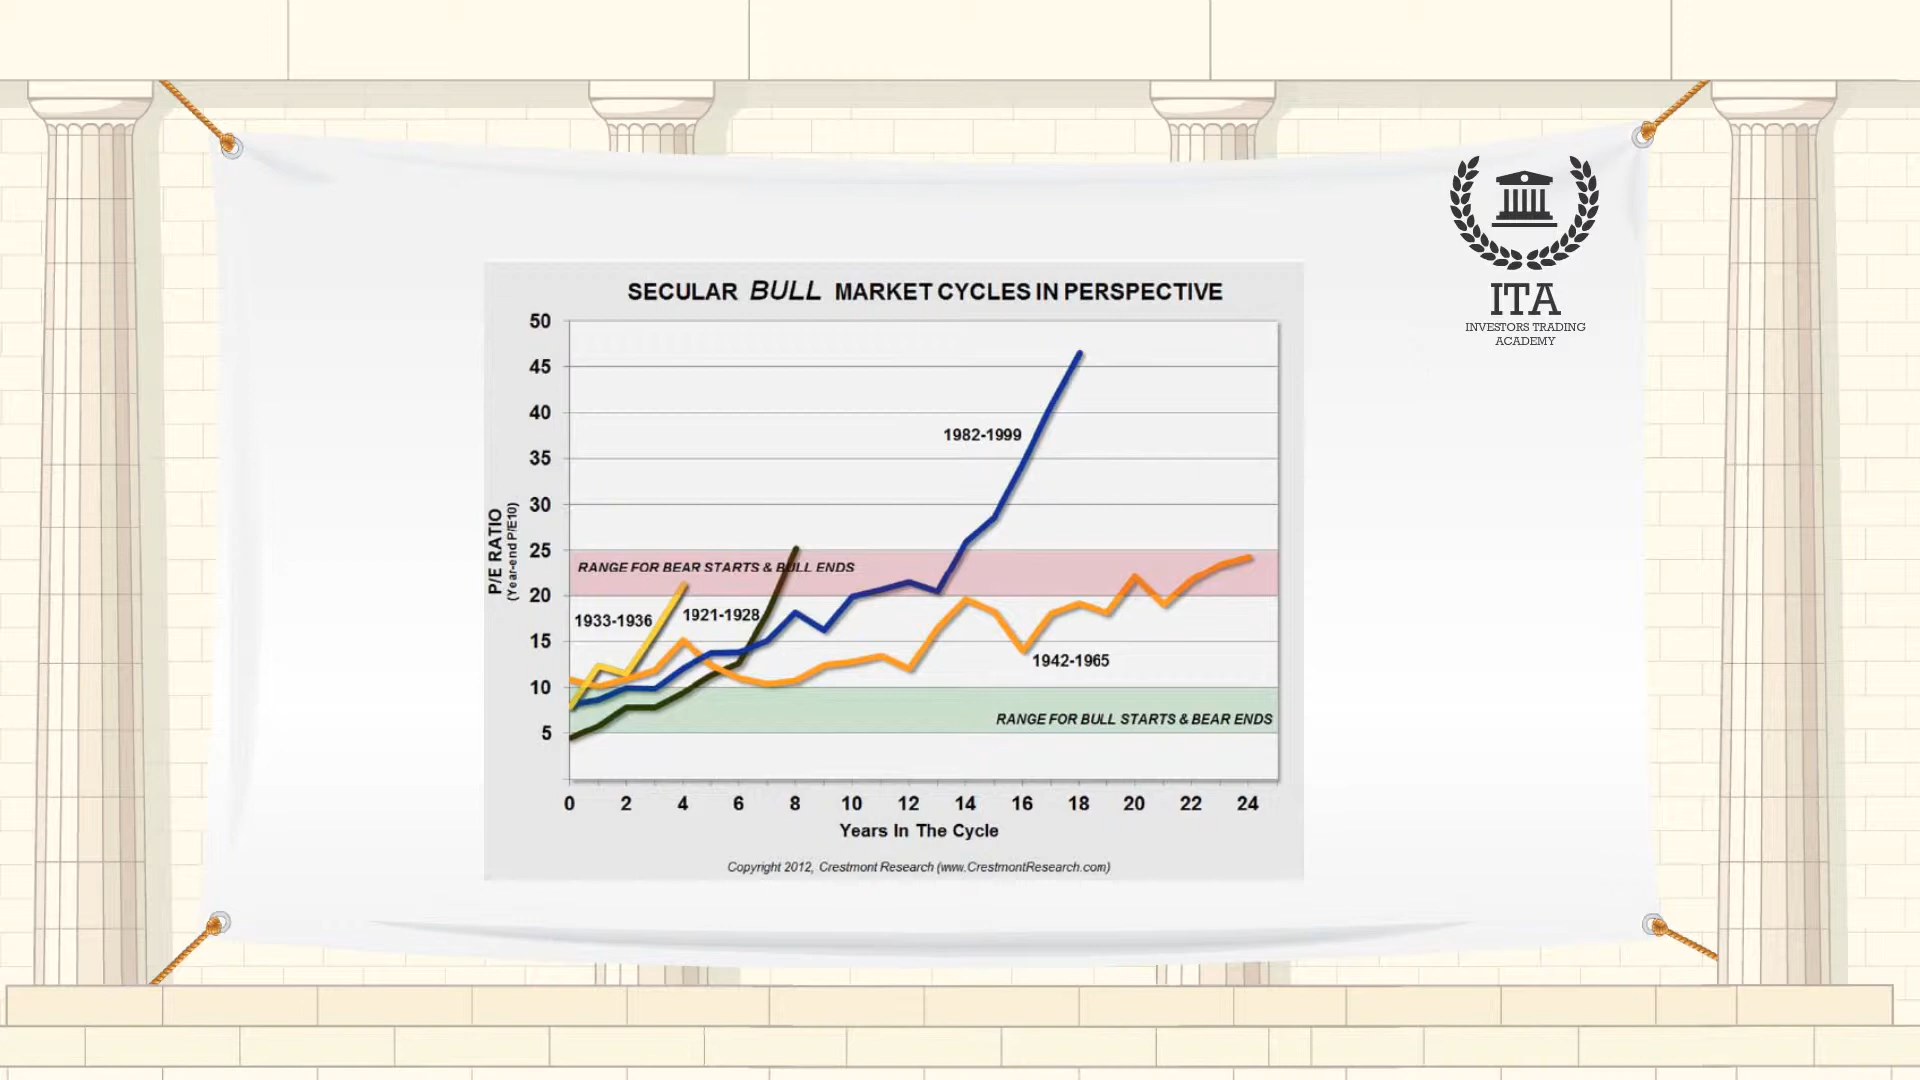 ITA
INVESTORS TRADING
ACADEMY
SECULAR BULL MARKET CYCLES IN PERSPECTIVE
50
45
40
35
30
25
20
15
10
5
P/E RATIO
(Year-end P/E10)
1982-1999
RANGE FOR BEAR STARTS & BULL ENDS
1933-1936
1921-1928
1942-1965
RANGE FOR BULL STARTS & BEAR ENDS
0 2 4 6 8 10 12 14 16 18 20 22 24
Years In The Cycle
Copyright 2012, Crestmont Research (www.CrestmontResearch.com)